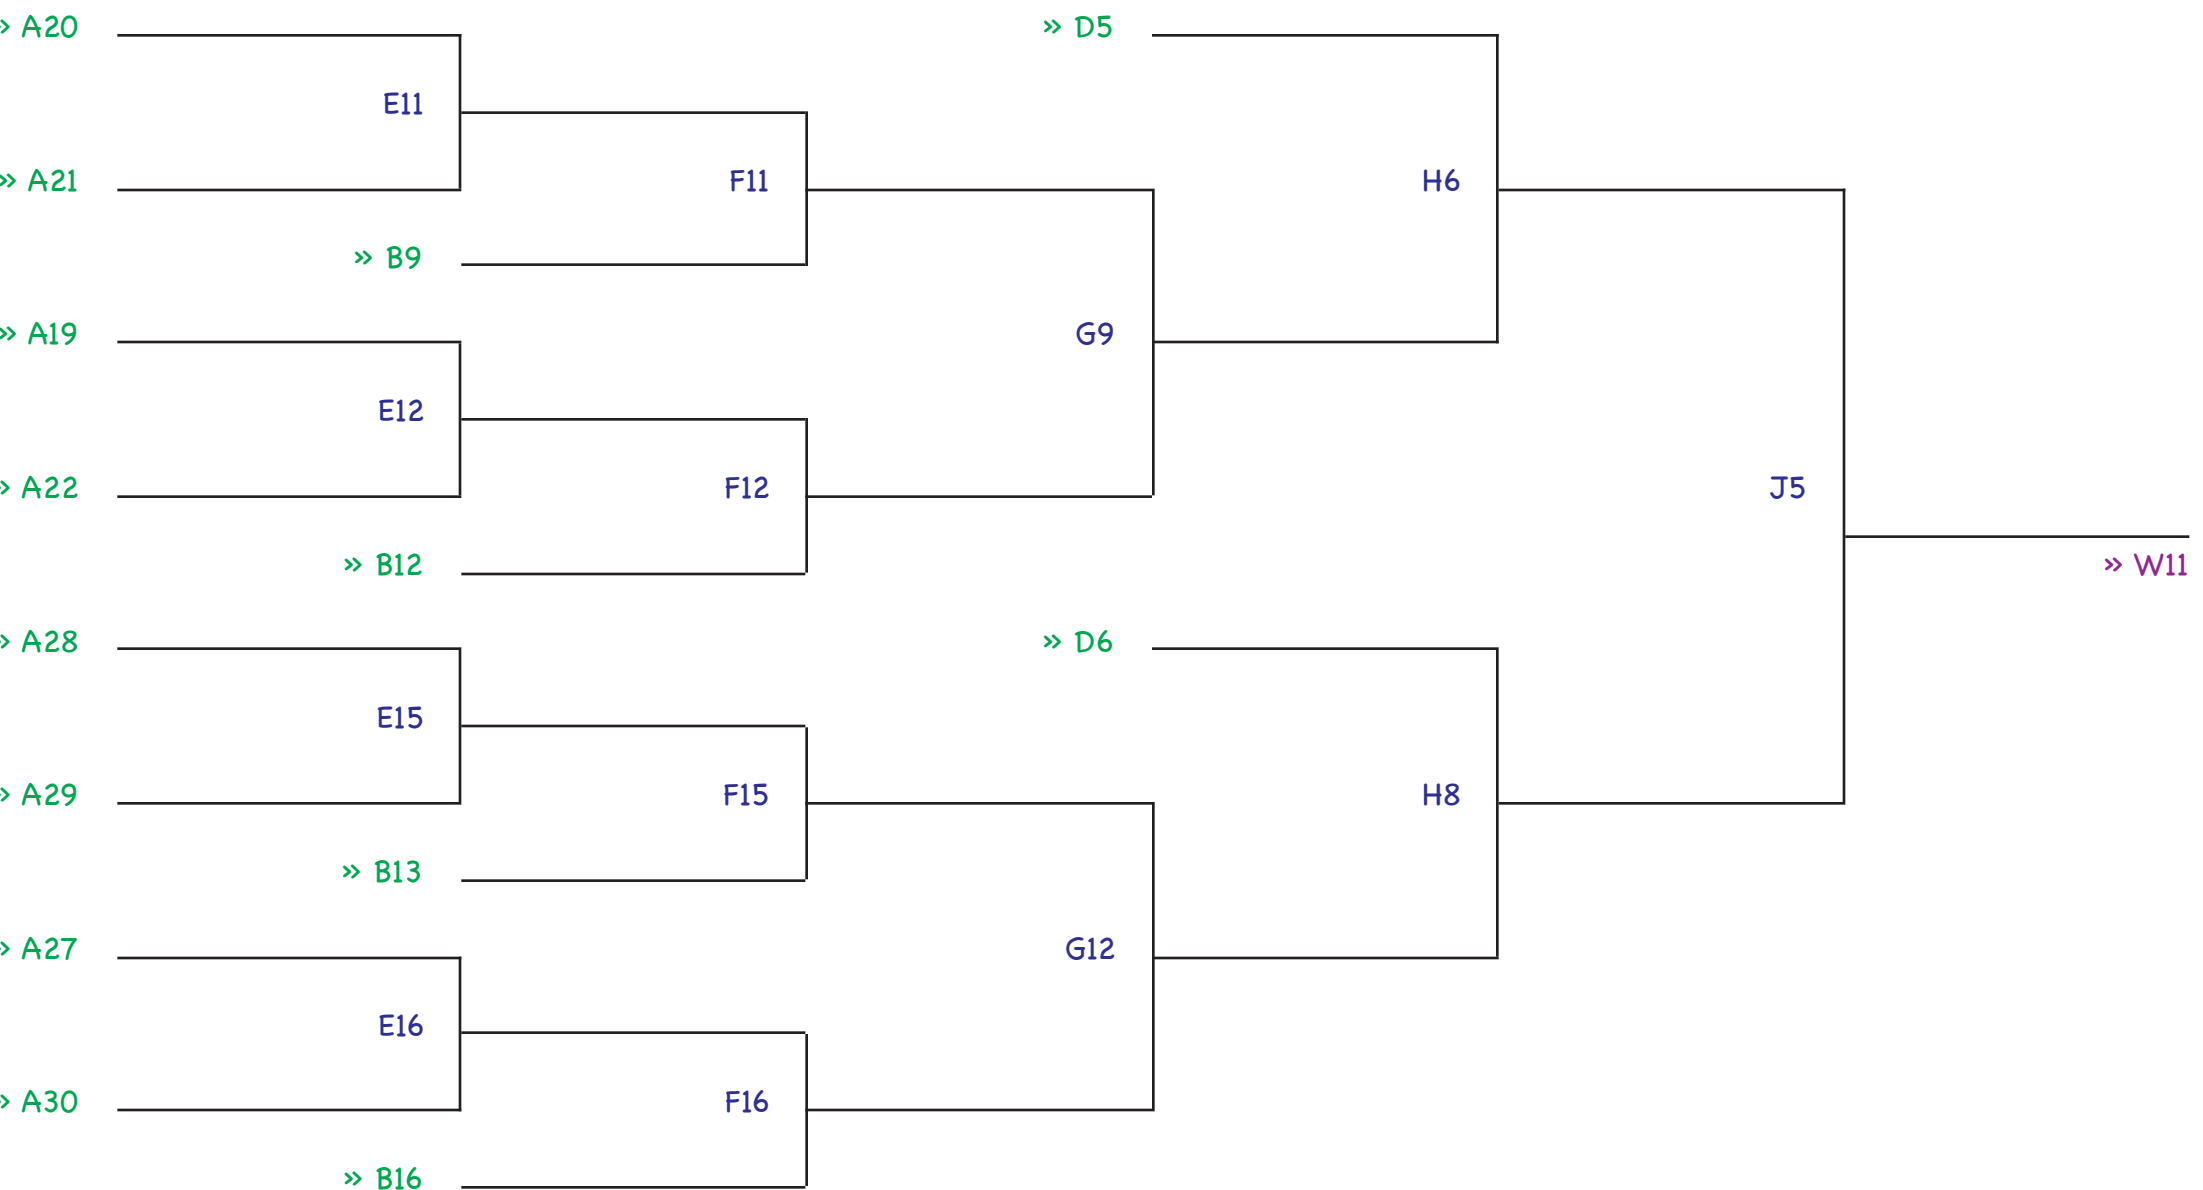 » A20
» D5
E11
» A21
F11
H6
» B9
» A19
G9
E12
» A22
F12
J5
» B12
» W11
» A28
» D6
E15
» A29
F15
H8
» B13
» A27
G12
E16
» A30
F16
» B16